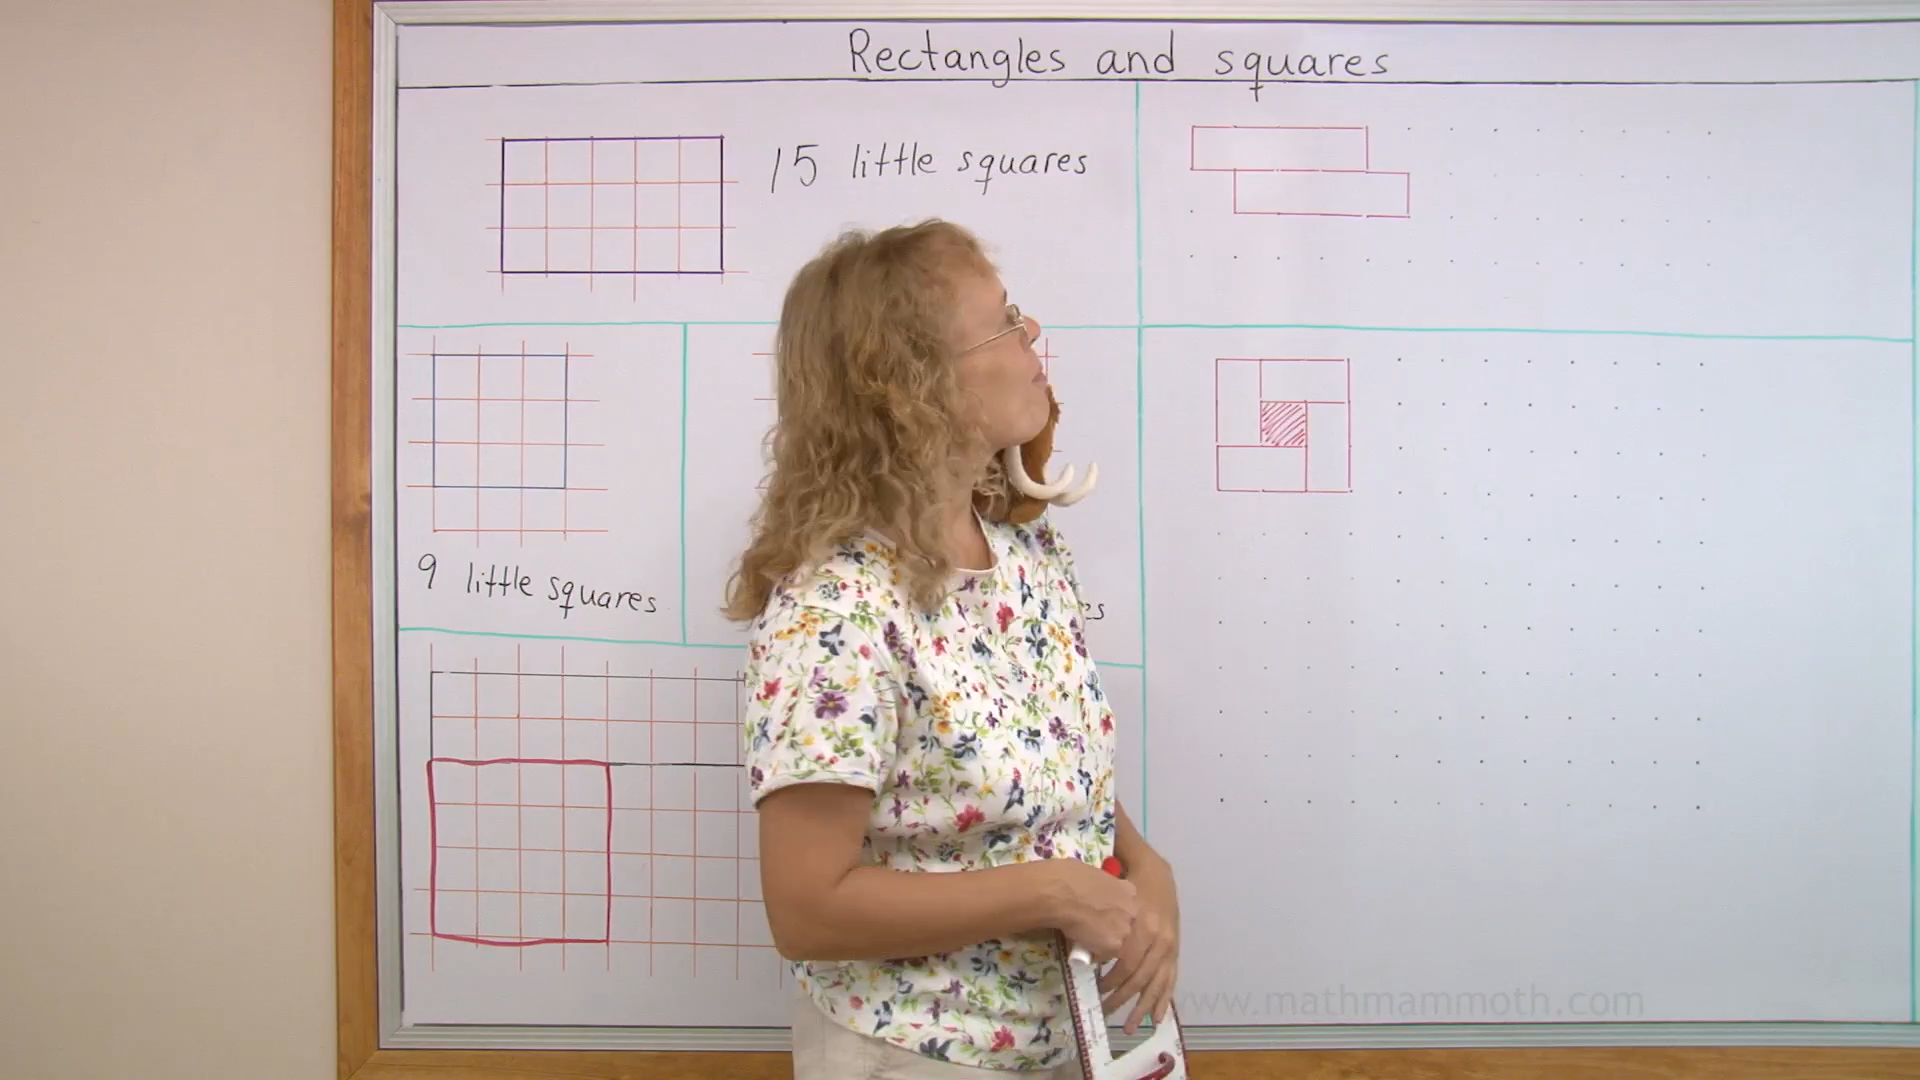 Rectangles and squares
15 little squares
9 little squares
www.mathmammoth.com